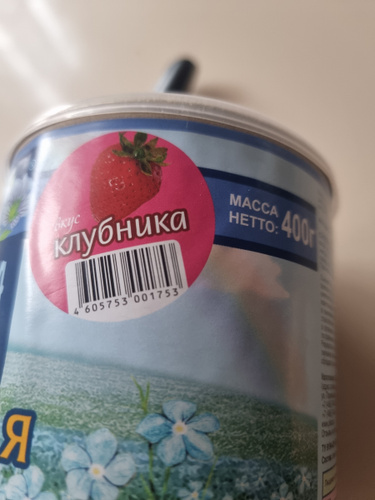 вкус
клубника
4 605753 001753
МАССА
НЕТТО: 400г
Я